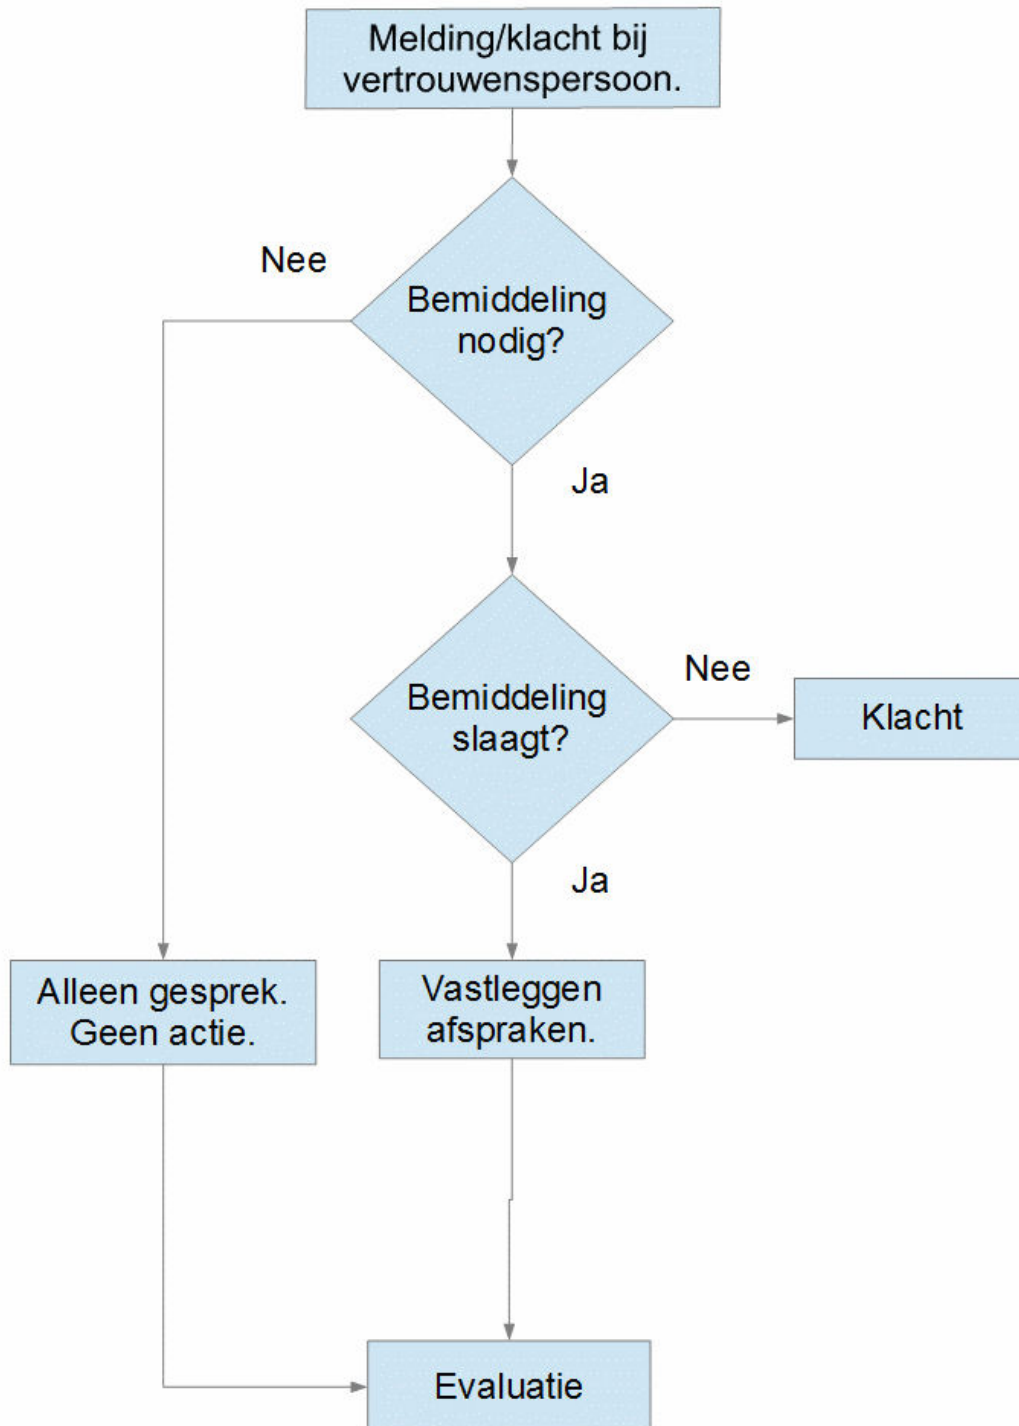 Melding/klacht bij
vertrouwenspersoon.
Nee
Bemiddeling
nodig?
Ja
Bemiddeling
slaagt?
Nee
Klacht
Ja
Alleen gesprek.
Geen actie.
Vastleggen
afspraken.
Evaluatie